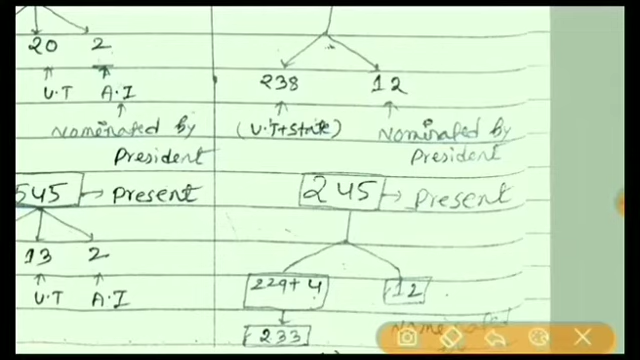 20 2
U.T A.I
Nominated by
President
545 → Present
13 2
U.T A.I
238 12
(U.T+State) Nominated by
President
245 → Present
229+4 12
233 Nominated